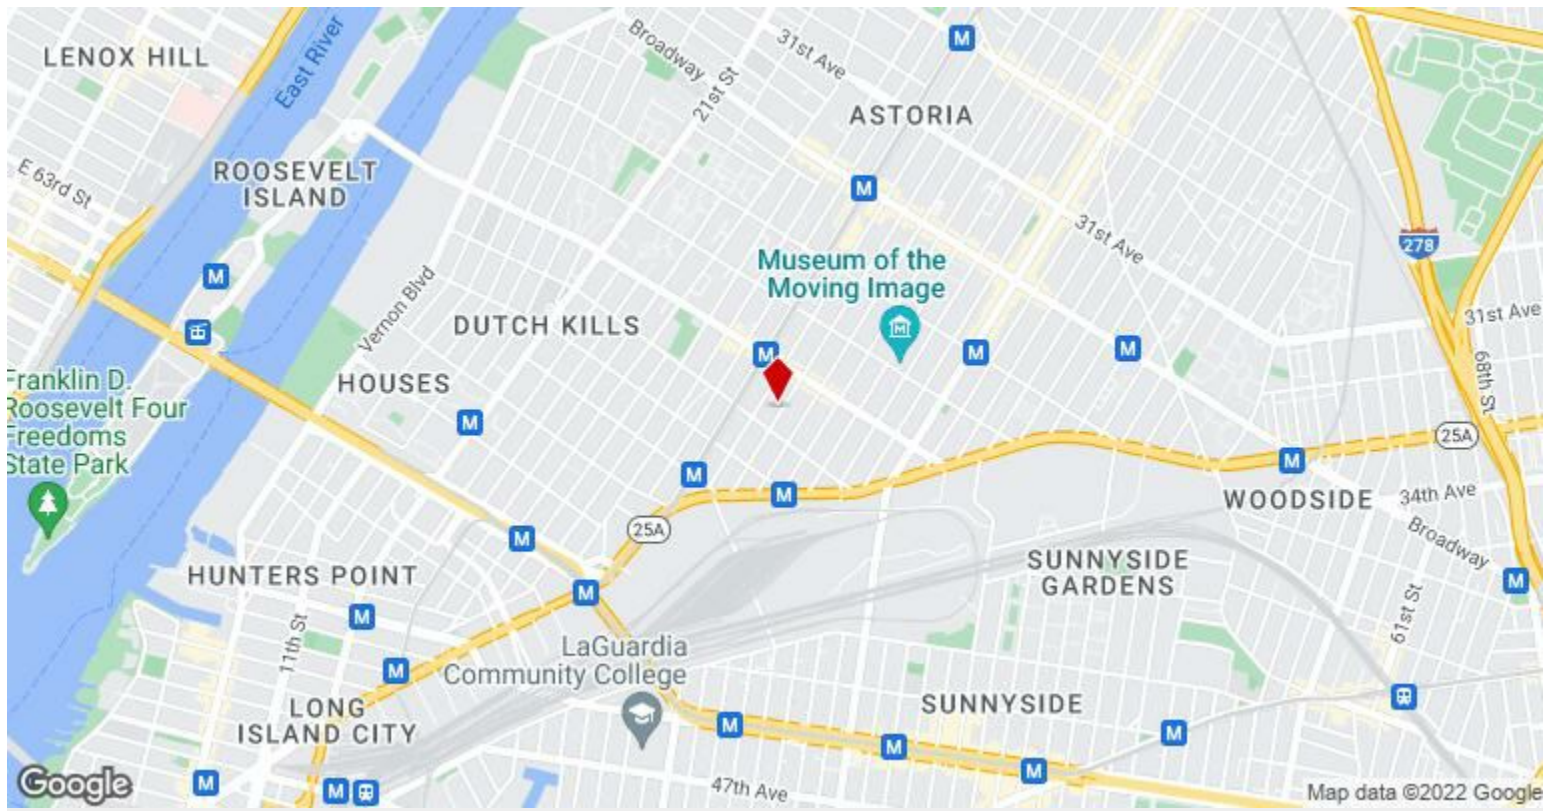 LENOX HILL
East River
Broadway
31st Ave
21st St
ASTORIA
E 63rd St
ROOSEVELT
ISLAND
M
M
M
31st Ave
278
Museum of the
Moving Image
M
Vernon Blvd
DUTCH KILLS
31st Ave
M
M
M
M
68th St
HOUSES
Franklin D.
Roosevelt Four
Freedoms
State Park
M
25A
M
M
M
WOODSIDE
34th Ave
Broadway
25A
M
HUNTERS POINT
SUNNYSIDE
GARDENS
M
M
61st St
M
11th St
LaGuardia
Community College
M
LONG
ISLAND CITY
SUNNYSIDE
M
M
M
M
M
M
47th Ave
Google
Map data ©2022 Google